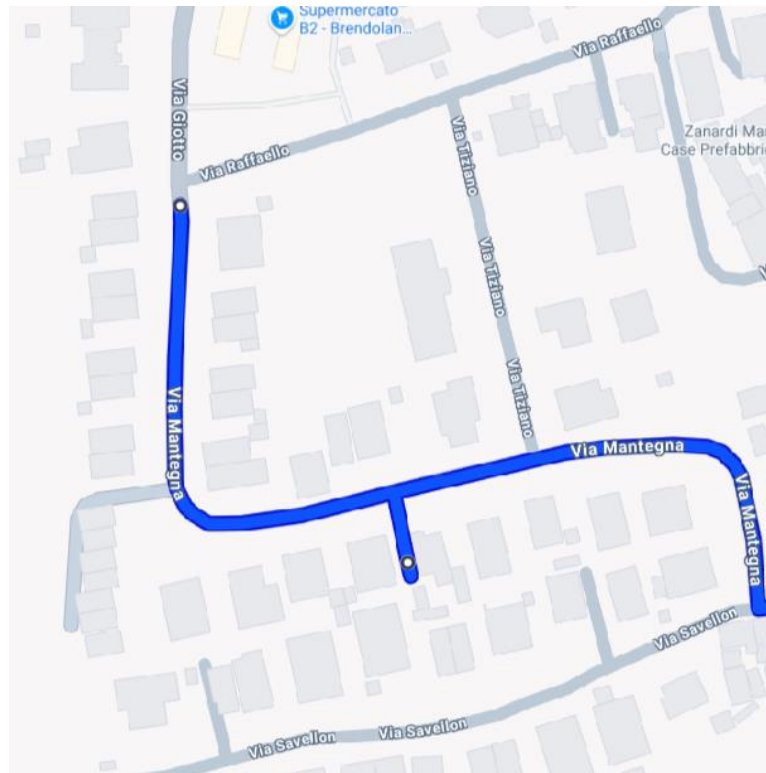 Supermercato
B2 - Brendolan...
Via Raffaello
Via Giotto
Via Raffaello
Via Tiziano
Zanardi Mar
Case Prefabbric
Via Tiziano
Via Tiziano
Via Mantegna
Via Mantegna
Via Mantegna
Via Savellon
Via Savellon
Via Savellon